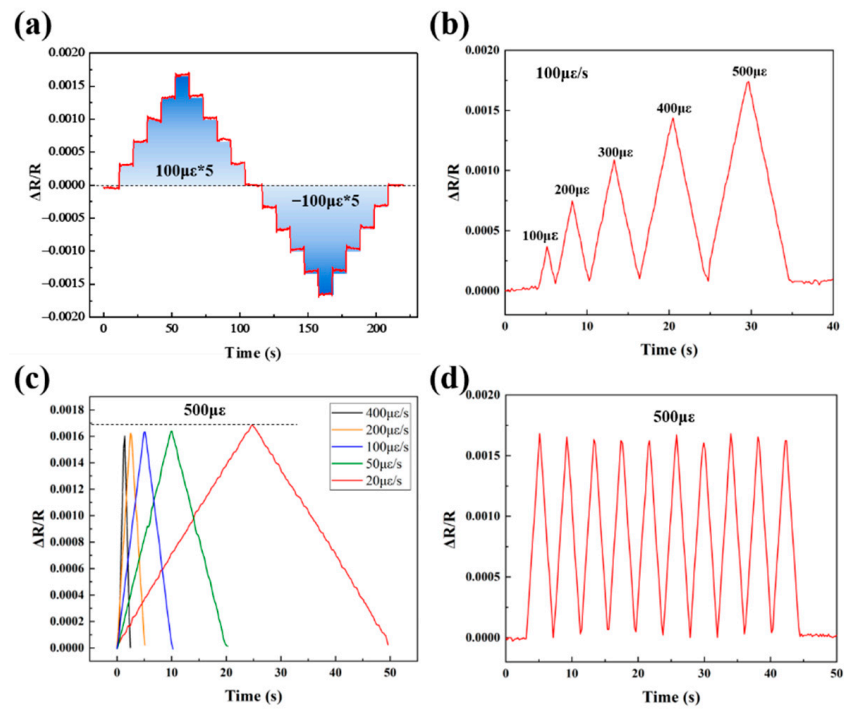 (a)
ΔR/R
0.0020
0.0015
0.0010
0.0005
0.0000
−0.0005
−0.0010
−0.0015
−0.0020
100με*5
−100με*5
0 50 100 150 200
Time (s)
(b)
ΔR/R
0.0020
0.0015
0.0010
0.0005
0.0000
100με/s
100με
200με
300με
400με
500με
0 10 20 30 40
Time (s)
(c)
ΔR/R
0.0018
0.0016
0.0014
0.0012
0.0010
0.0008
0.0006
0.0004
0.0002
0.0000
500με
400με/s
200με/s
100με/s
50με/s
20με/s
0 10 20 30 40 50
Time (s)
(d)
ΔR/R
0.0020
0.0015
0.0010
0.0005
0.0000
500με
0 10 20 30 40 50
Time (s)